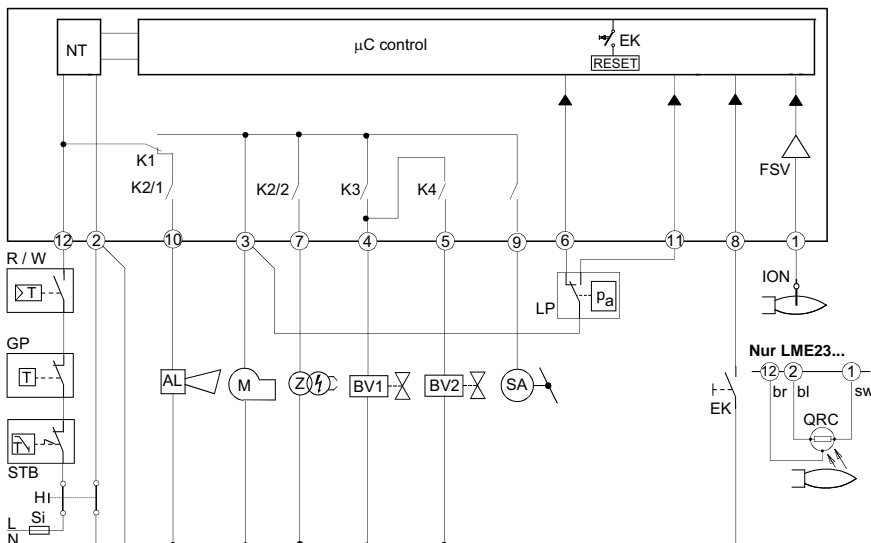 NT
μC control
EK
RESET
FSV
K1
K2/1
K2/2
K3
K4
12 2 10 3 7 4 5 9 6 11 8 1
R / W
T
GP
T
STB
T
H
L
Si
N
AL
M
Z
BV1
BV2
SA
LP
pa
ION
Nur LME23...
12 2 1
br bl sw
EK
QRC